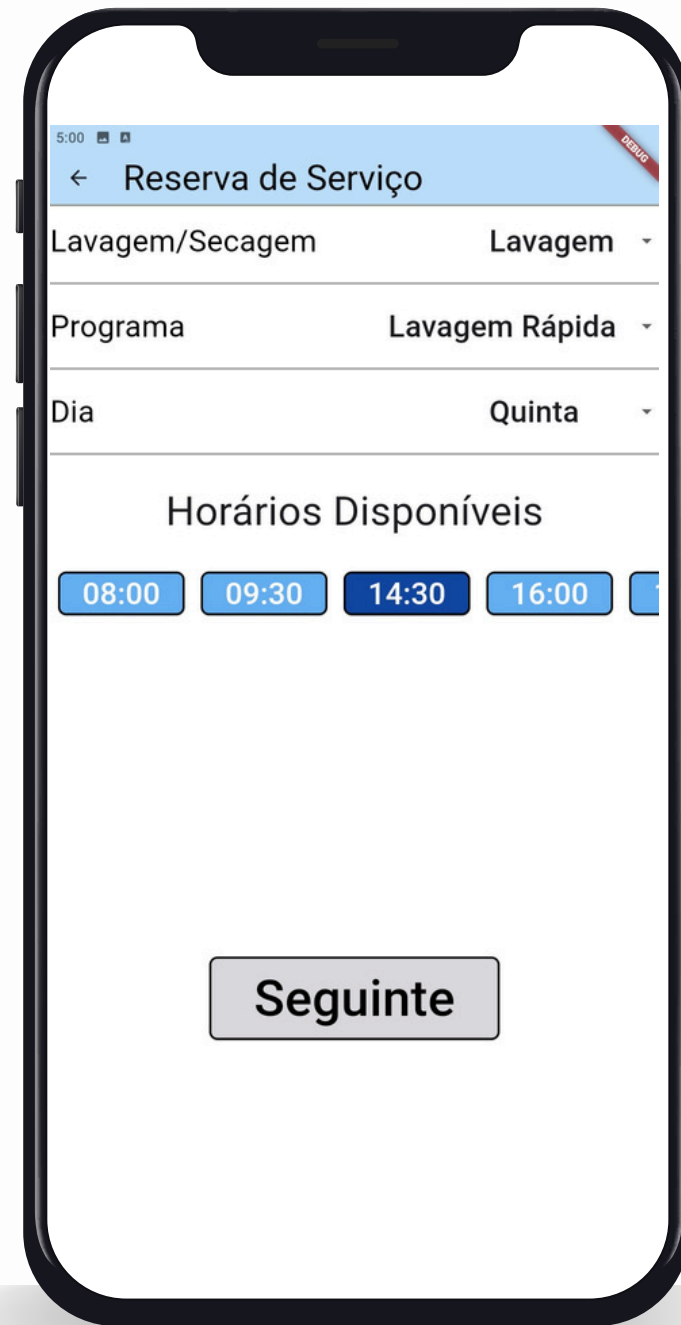 5:00
DEBUG
Reserva de Serviço
Lavagem/Secagem Lavagem
Programa Lavagem Rápida
Dia Quinta
Horários Disponíveis
08:00 09:30 14:30 16:00
Seguinte